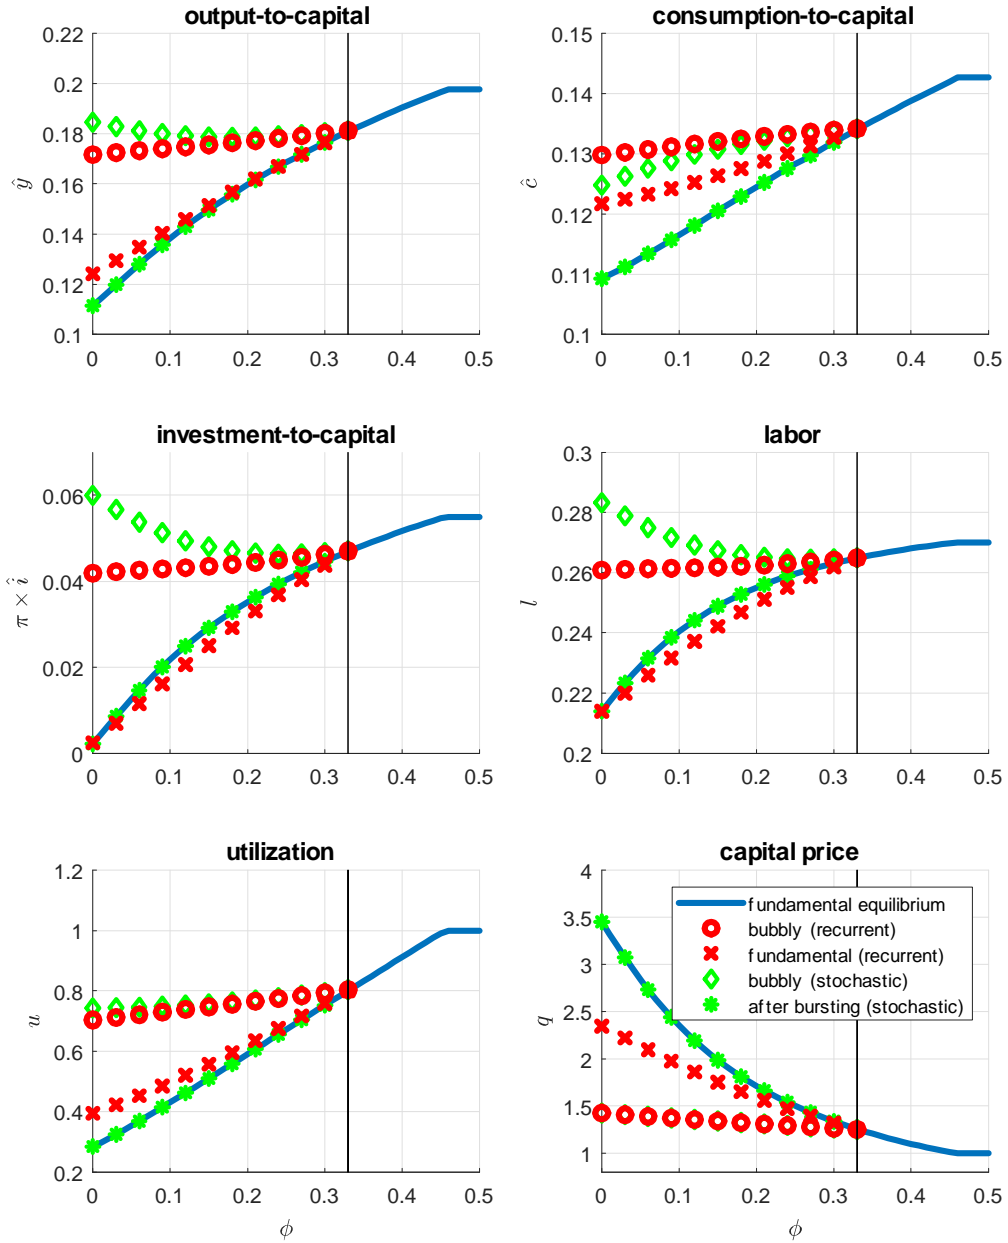 output-to-capital
0.22
0.2
0.18
0.16
0.14
0.12
0.1
ŷ
0 0.1 0.2 0.3 0.4 0.5
consumption-to-capital
0.15
0.14
0.13
0.12
0.11
0.1
ĉ
0 0.1 0.2 0.3 0.4 0.5
investment-to-capital
0.06
0.04
0.02
0
π × î
0 0.1 0.2 0.3 0.4 0.5
labor
0.3
0.28
0.26
0.24
0.22
0.2
l
0 0.1 0.2 0.3 0.4 0.5
utilization
1.2
1
0.8
0.6
0.4
0.2
u
0 0.1 0.2 0.3 0.4 0.5
ϕ
capital price
4
3.5
3
2.5
2
1.5
1
q
fundamental equilibrium
bubbly (recurrent)
fundamental (recurrent)
bubbly (stochastic)
after bursting (stochastic)
0 0.1 0.2 0.3 0.4 0.5
ϕ